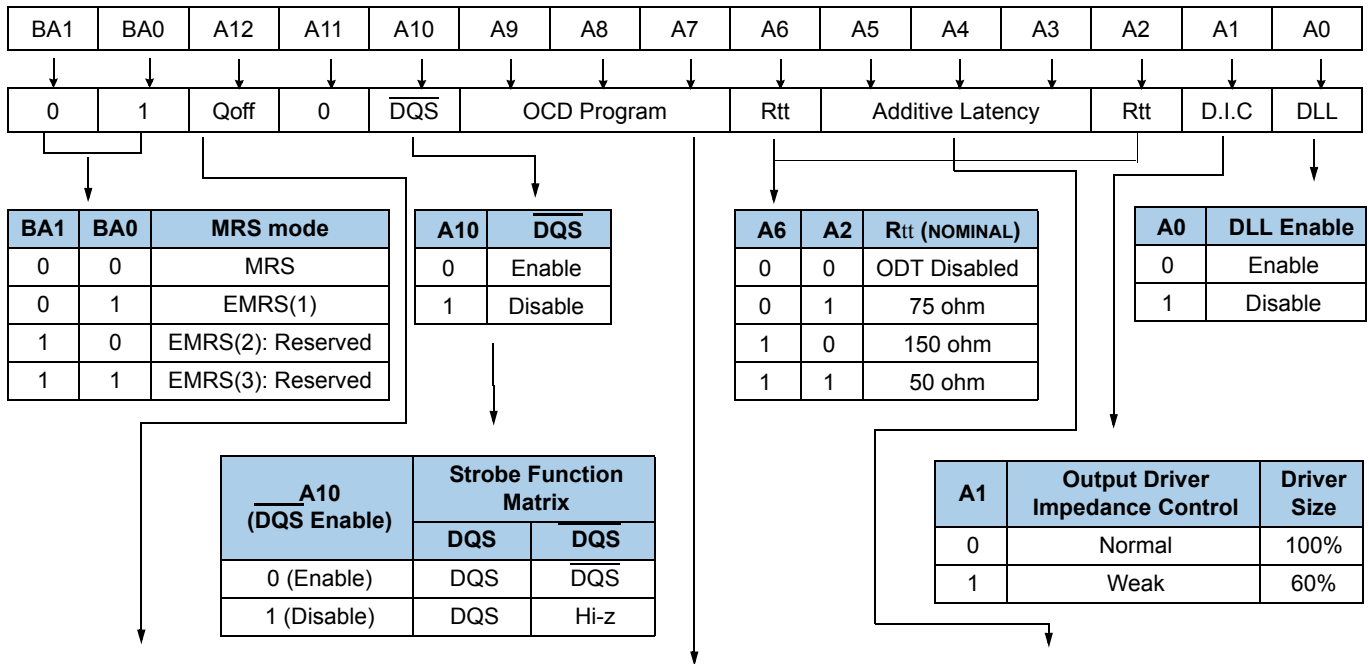 BA1 BA0 A12 A11 A10 A9 A8 A7 A6 A5 A4 A3 A2 A1 A0
0 1 Qoff 0 D̅Q̅S̅ OCD Program Rtt Additive Latency Rtt D.I.C DLL
BA1 BA0 MRS mode
0 0 MRS
0 1 EMRS(1)
1 0 EMRS(2): Reserved
1 1 EMRS(3): Reserved
A10 D̅Q̅S̅
0 Enable
1 Disable
A6 A2 Rtt (NOMINAL)
0 0 ODT Disabled
0 1 75 ohm
1 0 150 ohm
1 1 50 ohm
A0 DLL Enable
0 Enable
1 Disable
A10
(D̅Q̅S̅ Enable)
Strobe Function
Matrix
DQS D̅Q̅S̅
0 (Enable) DQS D̅Q̅S̅
1 (Disable) DQS Hi-z
A1
Output Driver
Impedance Control
Driver
Size
0 Normal 100%
1 Weak 60%